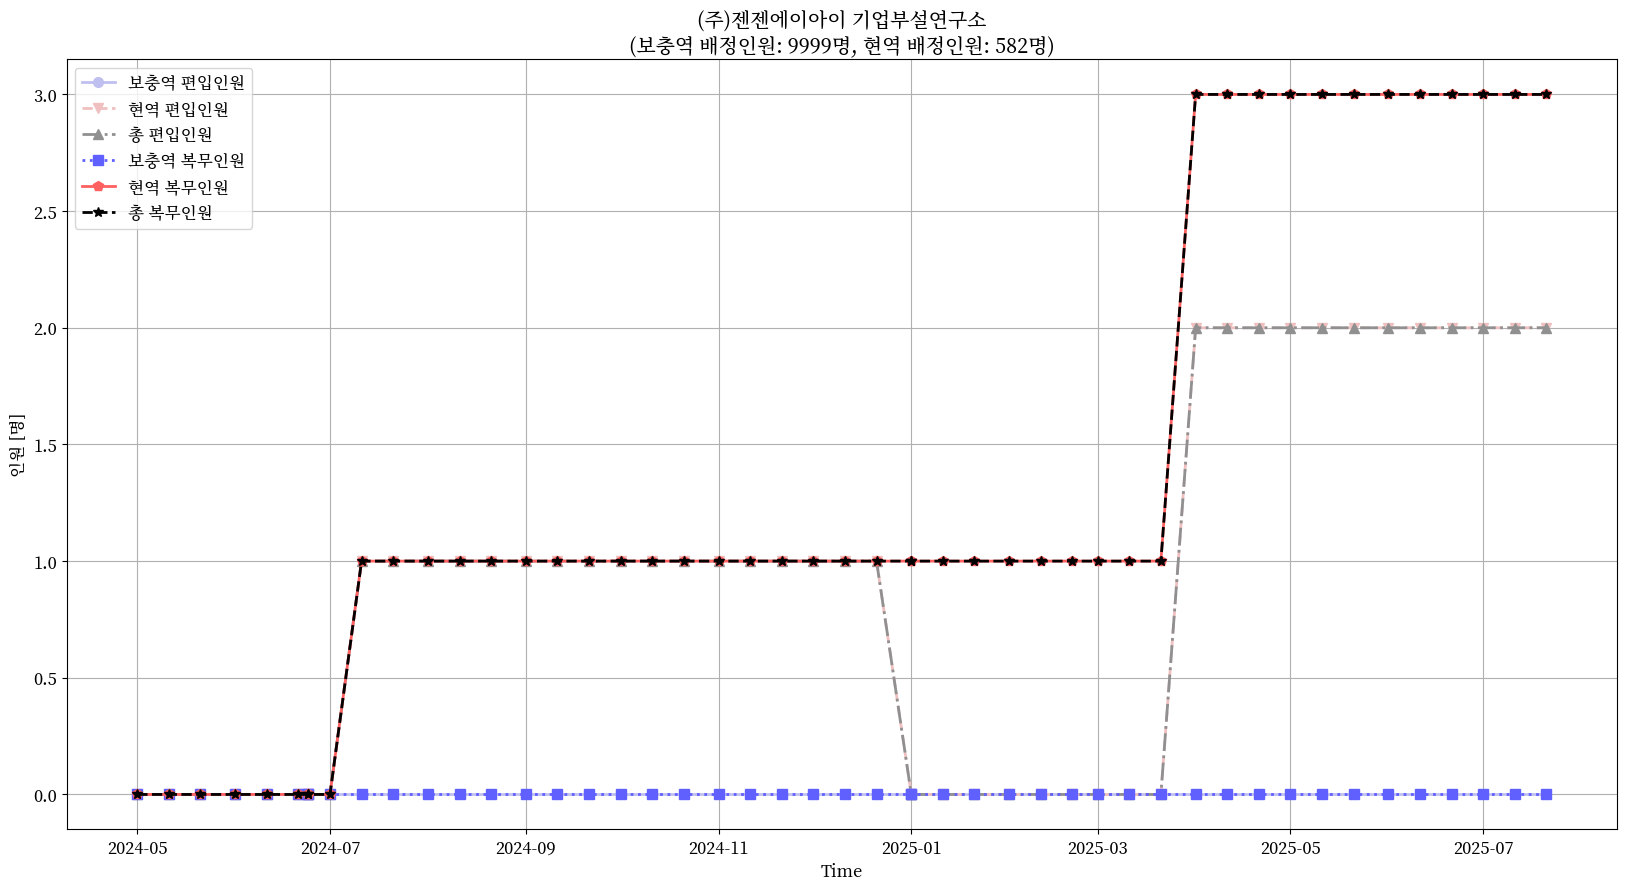 (주)젠젠에이아이 기업부설연구소
(보충역 배정인원: 9999명, 현역 배정인원: 582명)
보충역 편입인원
현역 편입인원
총 편입인원
보충역 복무인원
현역 복무인원
총 복무인원
3.0
2.5
2.0
1.5
1.0
0.5
0.0
인원 [명]
2024-05
2024-07
2024-09
2024-11
2025-01
2025-03
2025-05
2025-07
Time